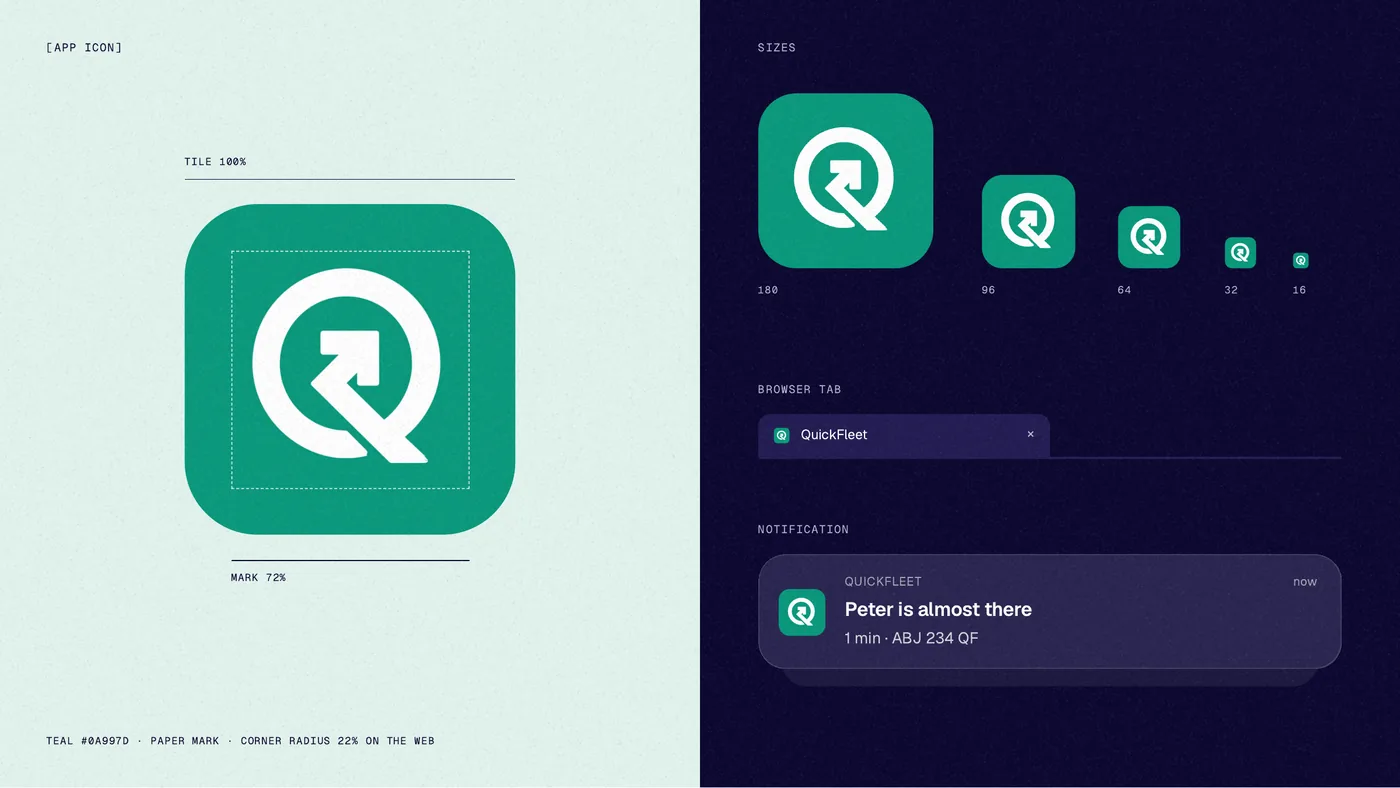 [APP ICON]
TILE 100%
MARK 72%
TEAL #0A997D · PAPER MARK · CORNER RADIUS 22% ON THE WEB
SIZES
180
96
64
32
16
BROWSER TAB
QuickFleet ×
NOTIFICATION
QUICKFLEET now
Peter is almost there
1 min · ABJ 234 QF